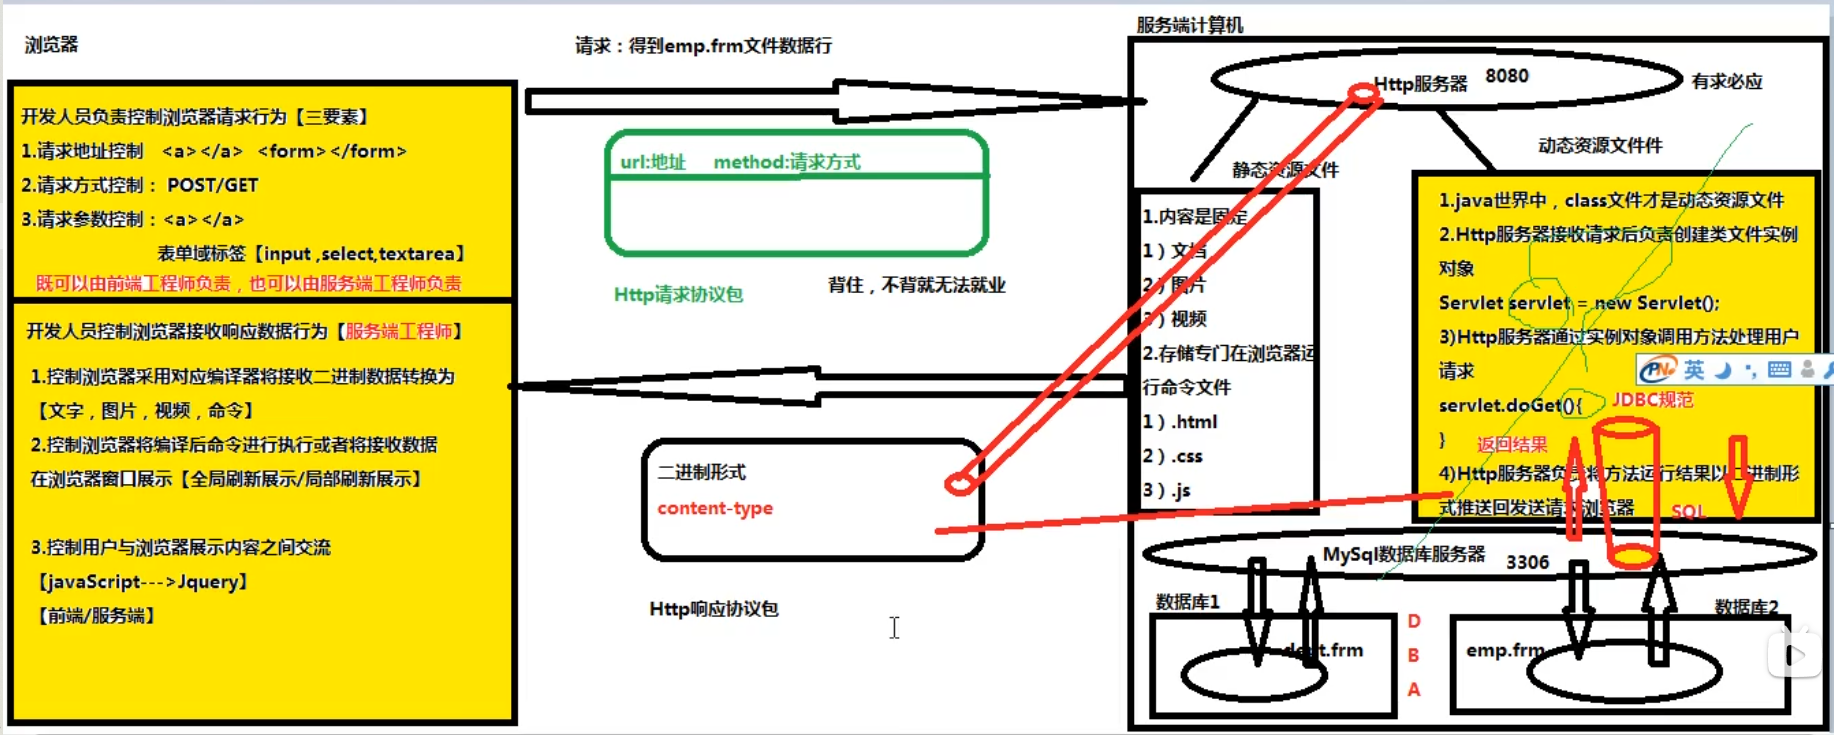 浏览器
请求：得到emp.frm文件数据行
服务端计算机
Http服务器
8080
有求必应
开发人员负责控制浏览器请求行为【三要素】
1.请求地址控制 <a></a> <form></form>
2.请求方式控制： POST/GET
3.请求参数控制：<a></a>
表单域标签【input ,select,textarea】
既可以由前端工程师负责，也可以由服务端工程师负责
url:地址 method:请求方式
Http请求协议包
背住，不背就无法就业
静态资源文件
动态资源文件件
1.内容是固定
1）文档
2）图片
3）视频
2.存储专门在浏览器运
行命令文件
1）.html
2）.css
3）.js
1.java世界中，class文件才是动态资源文件
2.Http服务器接收请求后负责创建类文件实例
对象
Servlet servlet = new Servlet();
3)Http服务器通过实例对象调用方法处理用户
请求
servlet.doGet(){
}
4)Http服务器负责将方法运行结果以二进制形
式推送回发送请求浏览器
英
JDBC规范
返回结果
SQL
开发人员控制浏览器接收响应数据行为【服务端工程师】
1.控制浏览器采用对应编译器将接收二进制数据转换为
【文字，图片，视频，命令】
2.控制浏览器将编译后命令进行执行或者将接收数据
在浏览器窗口展示【全局刷新展示/局部刷新展示】
3.控制用户与浏览器展示内容之间交流
【javaScript--->Jquery】
【前端/服务端】
二进制形式
content-type
Http响应协议包
MySql数据库服务器
3306
数据库1
数据库2
dept.frm
emp.frm
D
B
A